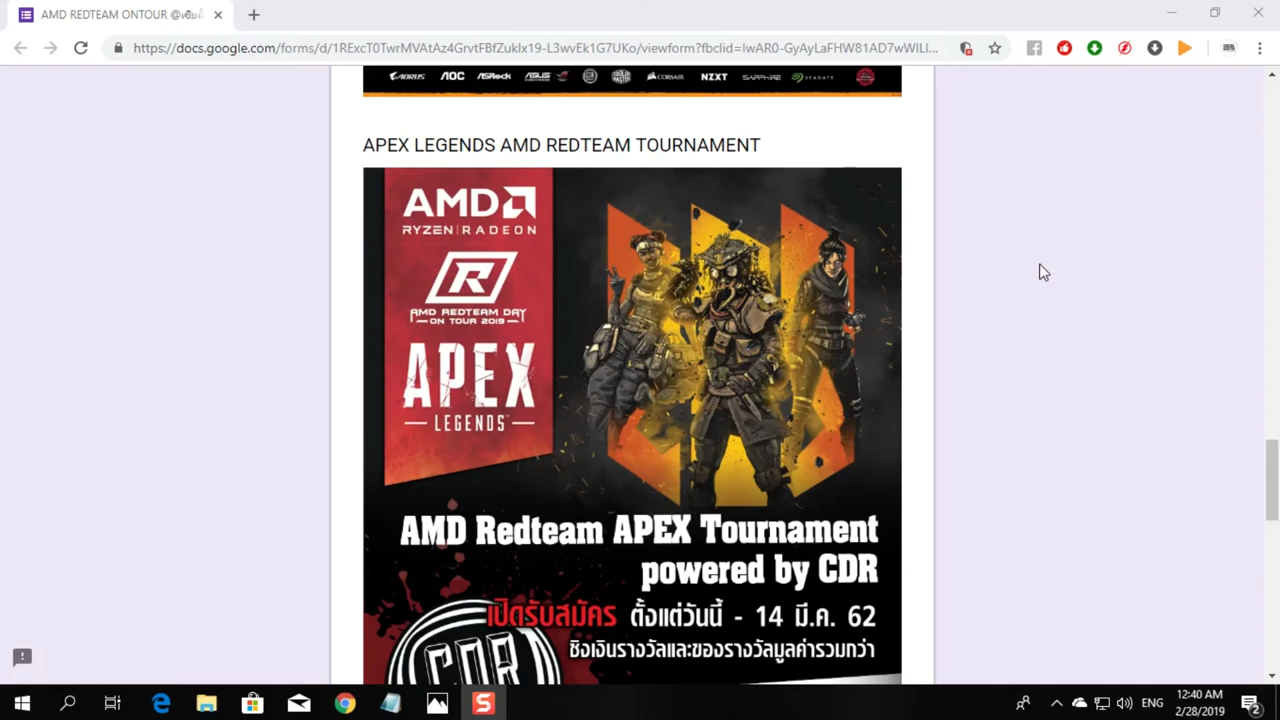 AMD REDTEAM ONTOUR @
https://docs.google.com/forms/d/1RExcT0TwrMVAtAz4GrvtFBfZuklx19-L3wvEk1G7UKo/viewform?fbclid=IwAR0-GyAyLaFHW81AD7wWILI...
AORUS AOC ASRock ASUS CORSAIR NZXT SAPPHIRE SEAGATE
APEX LEGENDS AMD REDTEAM TOURNAMENT
AMD
RYZEN | RADEON
R
AMD REDTEAM DAY
ON TOUR 2019
APEX
LEGENDS
AMD Redteam APEX Tournament
powered by CDR
เปิดรับสมัคร ตั้งแต่วันนี้ - 14 มี.ค. 62
ชิงเงินรางวัลและของรางวัลมูลค่ารวมกว่า
CDR
ENG
12:40 AM
2/28/2019
2